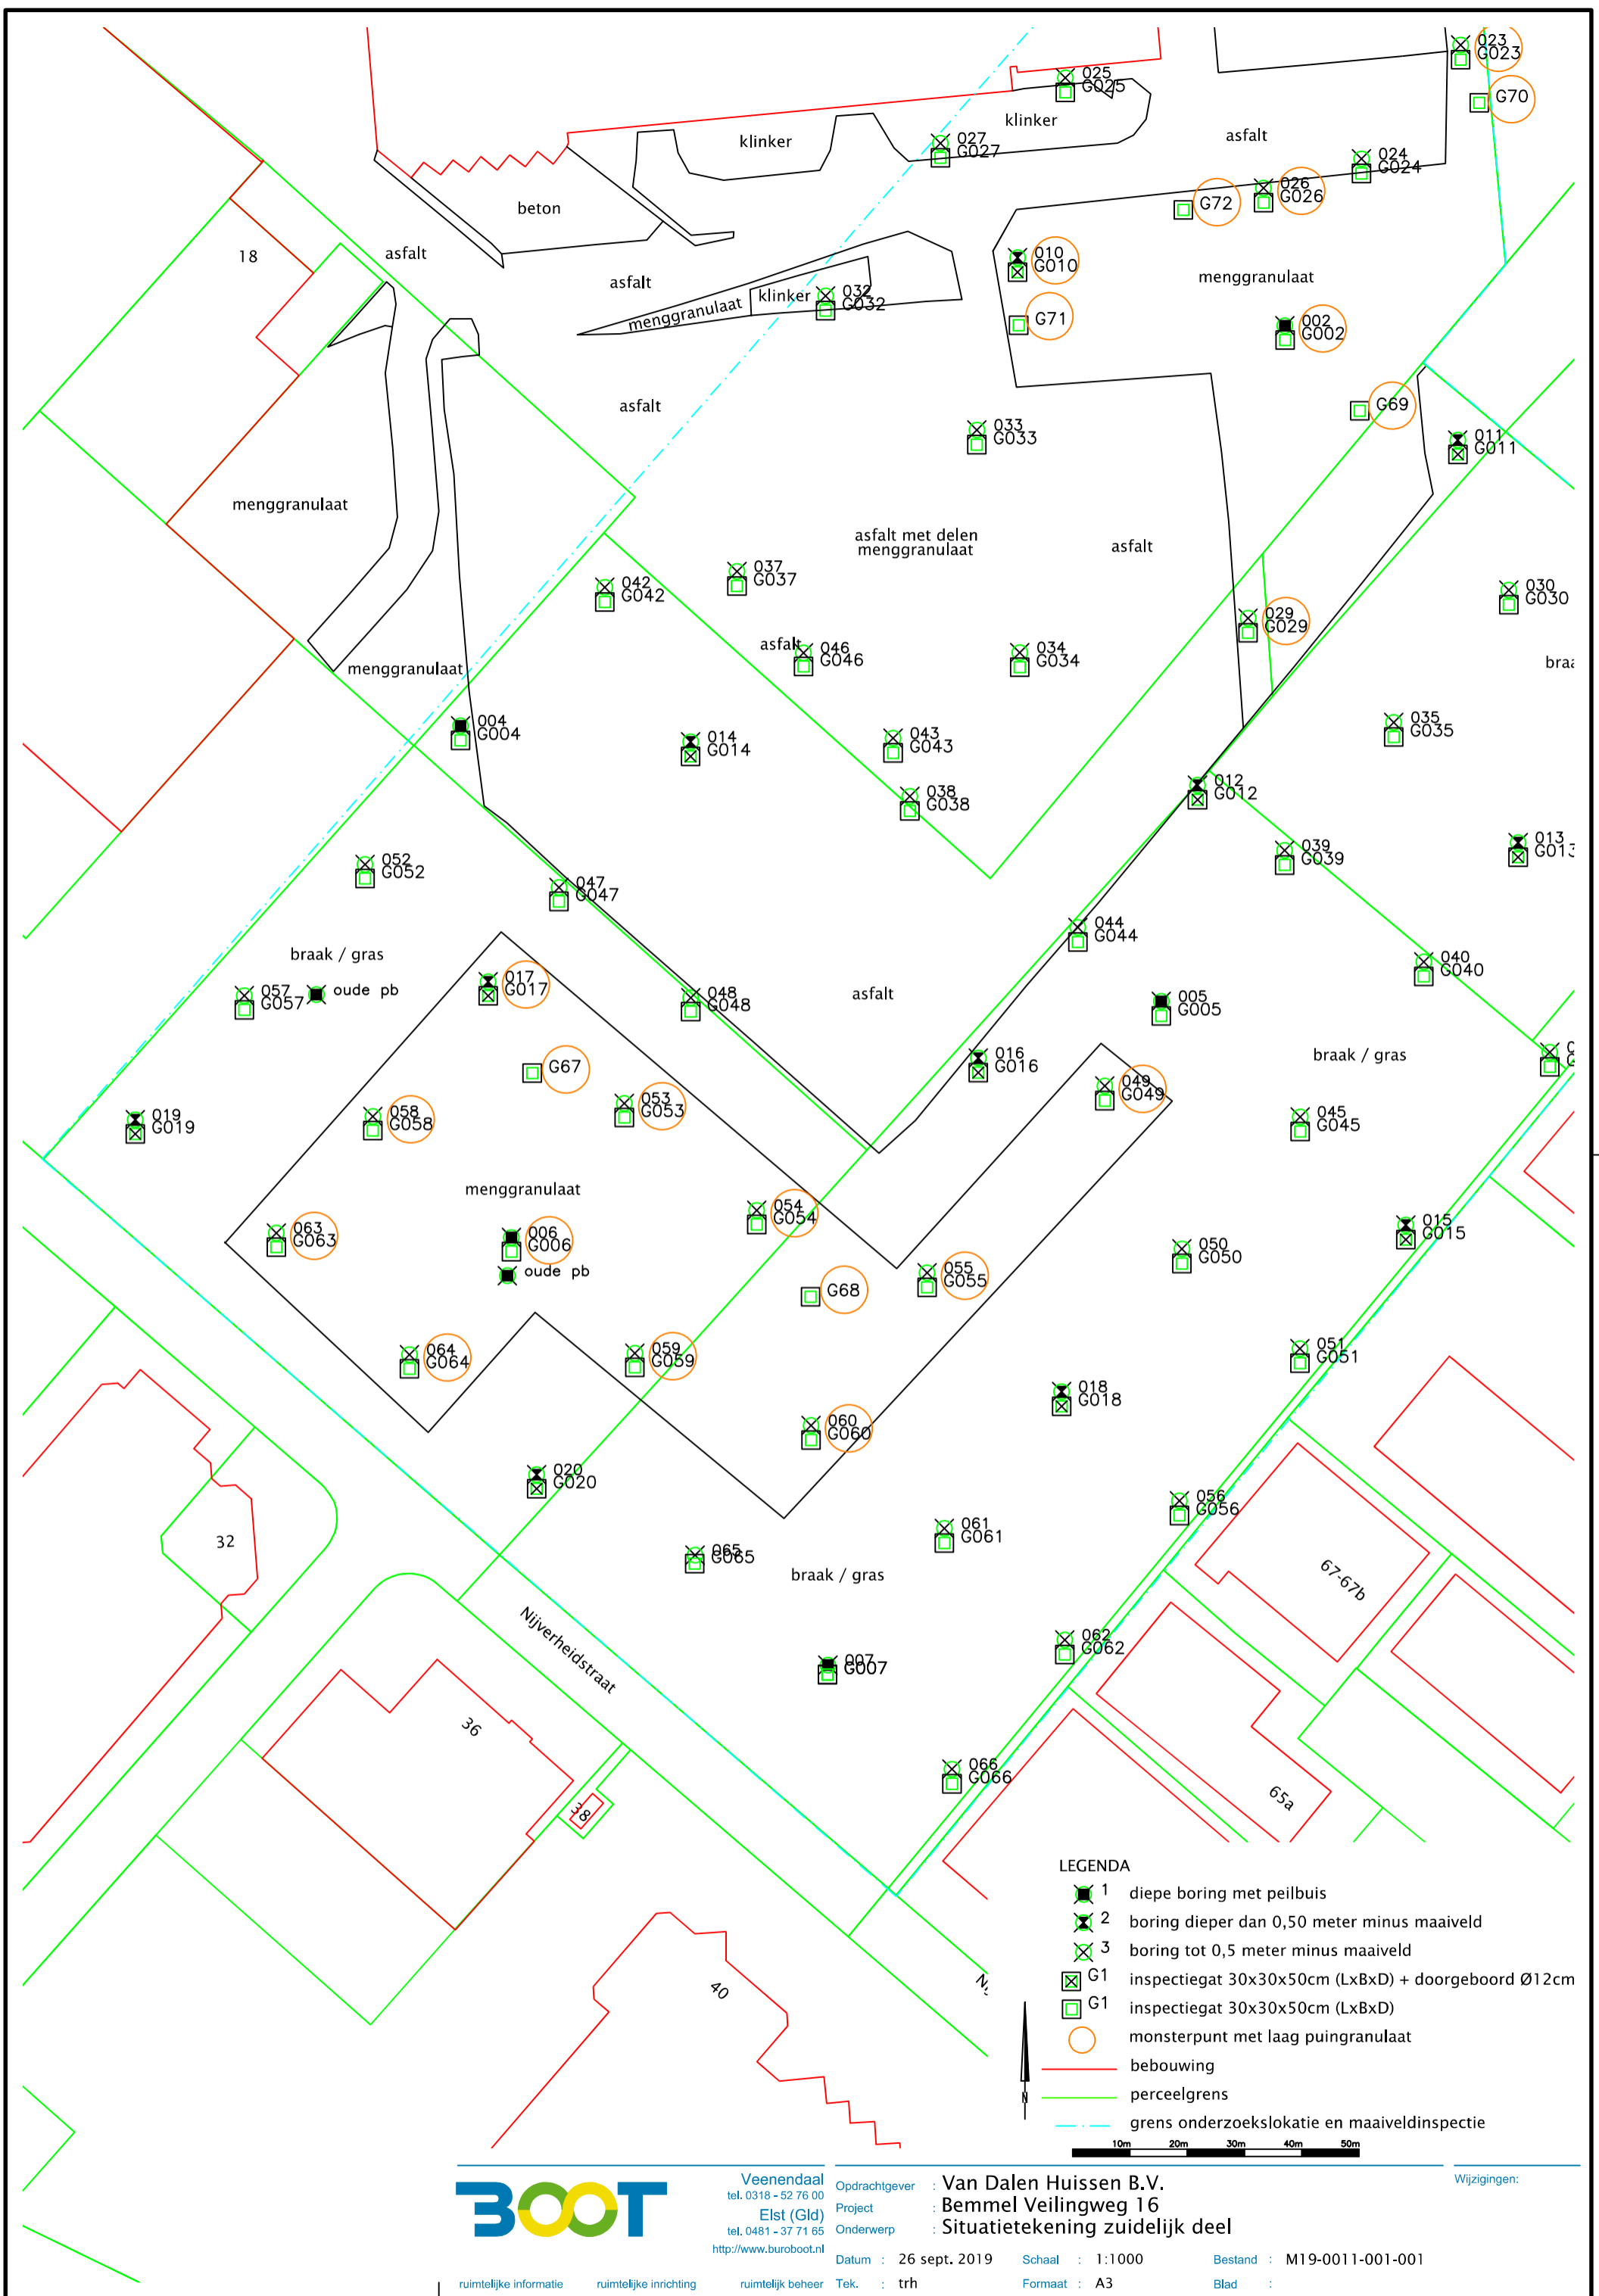 023
G023
025
G025
G70
klinker
klinker
asfalt
027
G027
024
G024
026
G026
G72
beton
18
asfalt
010
G010
asfalt
menggranulaat
klinker
032
G032
menggranulaat
G71
002
G002
asfalt
G69
033
G033
011
G011
menggranulaat
asfalt met delen
menggranulaat
asfalt
037
G037
042
G042
030
G030
029
G029
asfalt
046
G046
034
G034
menggranulaat
004
G004
014
G014
043
G043
035
G035
038
G038
012
G012
013
G013
039
G039
052
G052
047
G047
044
G044
braak / gras
040
G040
017
G017
057
G057
oude pb
048
G048
asfalt
005
G005
016
G016
braak / gras
G67
049
G049
053
G053
058
G058
019
G019
045
G045
menggranulaat
054
G054
063
G063
006
G006
oude pb
015
G015
050
G050
055
G055
G68
064
G064
059
G059
051
G051
018
G018
060
G060
020
G020
056
G056
32
061
G061
065
G065
braak / gras
67-67b
Nijverheidstraat
062
G062
007
G007
36
066
G066
65a
38
40
LEGENDA
1 diepe boring met peilbuis
2 boring dieper dan 0,50 meter minus maaiveld
3 boring tot 0,5 meter minus maaiveld
G1 inspectiegat 30x30x50cm (LxBxD) + doorgeboord Ø12cm
G1 inspectiegat 30x30x50cm (LxBxD)
monsterpunt met laag puingranulaat
bebouwing
perceelgrens
grens onderzoekslokatie en maaiveldinspectie
N
10m 20m 30m 40m 50m
BOOT
Veenendaal
tel. 0318 - 52 76 00
Elst (Gld)
tel. 0481 - 37 71 65
http://www.buroboot.nl
ruimtelijke informatie ruimtelijke inrichting ruimtelijk beheer
Opdrachtgever : Van Dalen Huissen B.V.
Project : Bemmel Veilingweg 16
Onderwerp : Situatietekening zuidelijk deel
Datum : 26 sept. 2019 Schaal : 1:1000 Bestand : M19-0011-001-001
Tek. : trh Formaat : A3 Blad :
Wijzigingen: